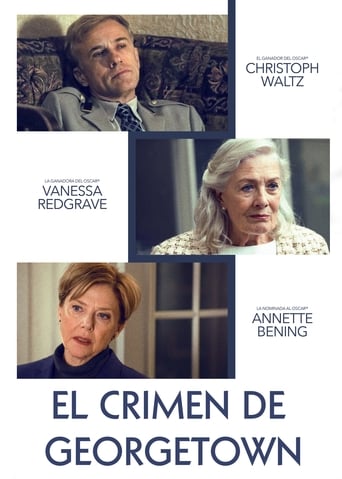 EL GANADOR DEL OSCAR®
CHRISTOPH
WALTZ
LA GANADORA DEL OSCAR®
VANESSA
REDGRAVE
LA NOMINADA AL OSCAR®
ANNETTE
BENING
EL CRIMEN DE
GEORGETOWN